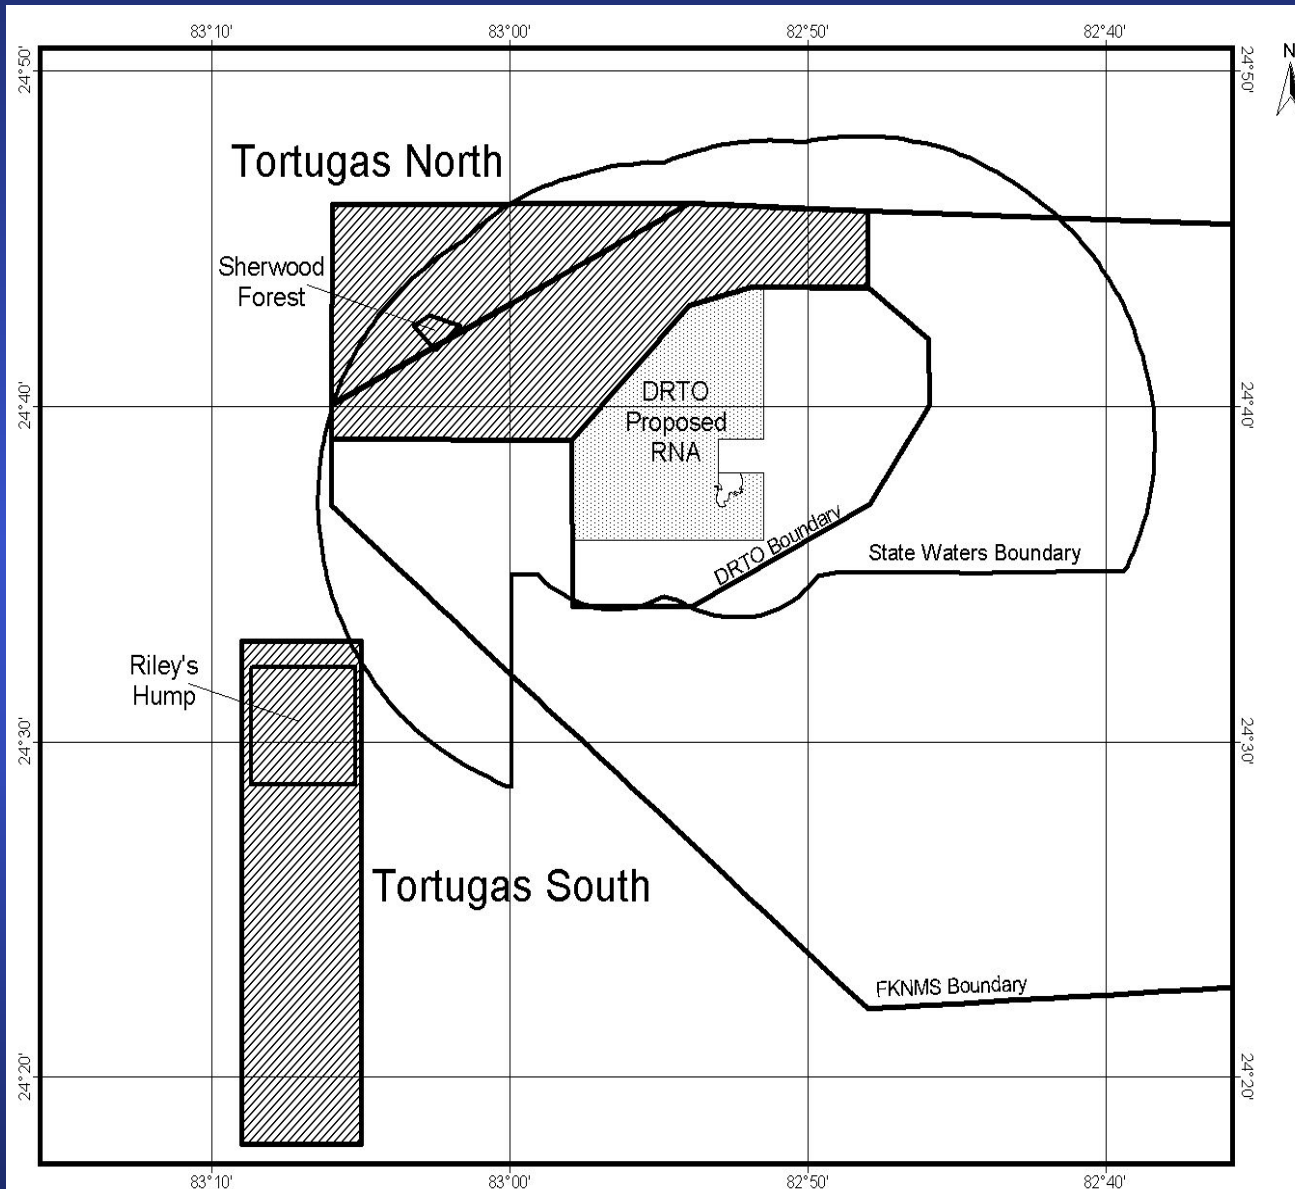 83°10'
83°00'
82°50'
82°40'
N
24°50'
24°50'
Tortugas North
Sherwood
Forest
DRTO
Proposed
RNA
24°40'
24°40'
DRTO Boundary
State Waters Boundary
Riley's
Hump
24°30'
24°30'
Tortugas South
FKNMS Boundary
24°20'
24°20'
83°10'
83°00'
82°50'
82°40'